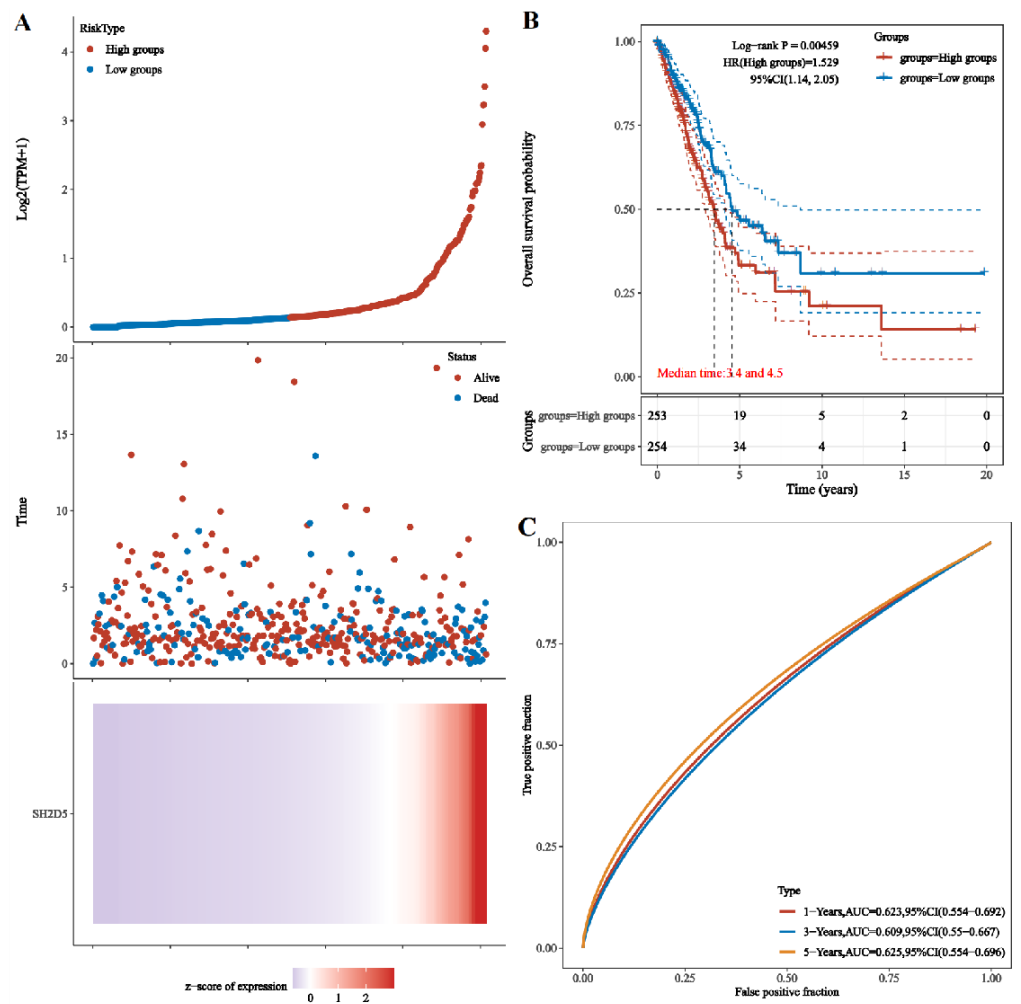 A
RiskType
High groups
Low groups
Log2(TPM+1)
4
3
2
1
0
Status
Alive
Dead
Time
20
15
10
5
0
SH2D5
z-score of expression
0 1 2
B
Log-rank P = 0.00459
HR(High groups)=1.529
95%CI(1.14, 2.05)
Groups
groups=High groups
groups=Low groups
Overall survival probability
1.00
0.75
0.50
0.25
0.00
Median time:3.4 and 4.5
Groups
groups=High groups 253 19 5 2 0
groups=Low groups 254 34 4 1 0
0 5 10 15 20
Time (years)
C
True positive fraction
1.00
0.75
0.50
0.25
0.00
Type
1-Years,AUC=0.623,95%CI(0.554-0.692)
3-Years,AUC=0.609,95%CI(0.55-0.667)
5-Years,AUC=0.625,95%CI(0.554-0.696)
0.00 0.25 0.50 0.75 1.00
False positive fraction